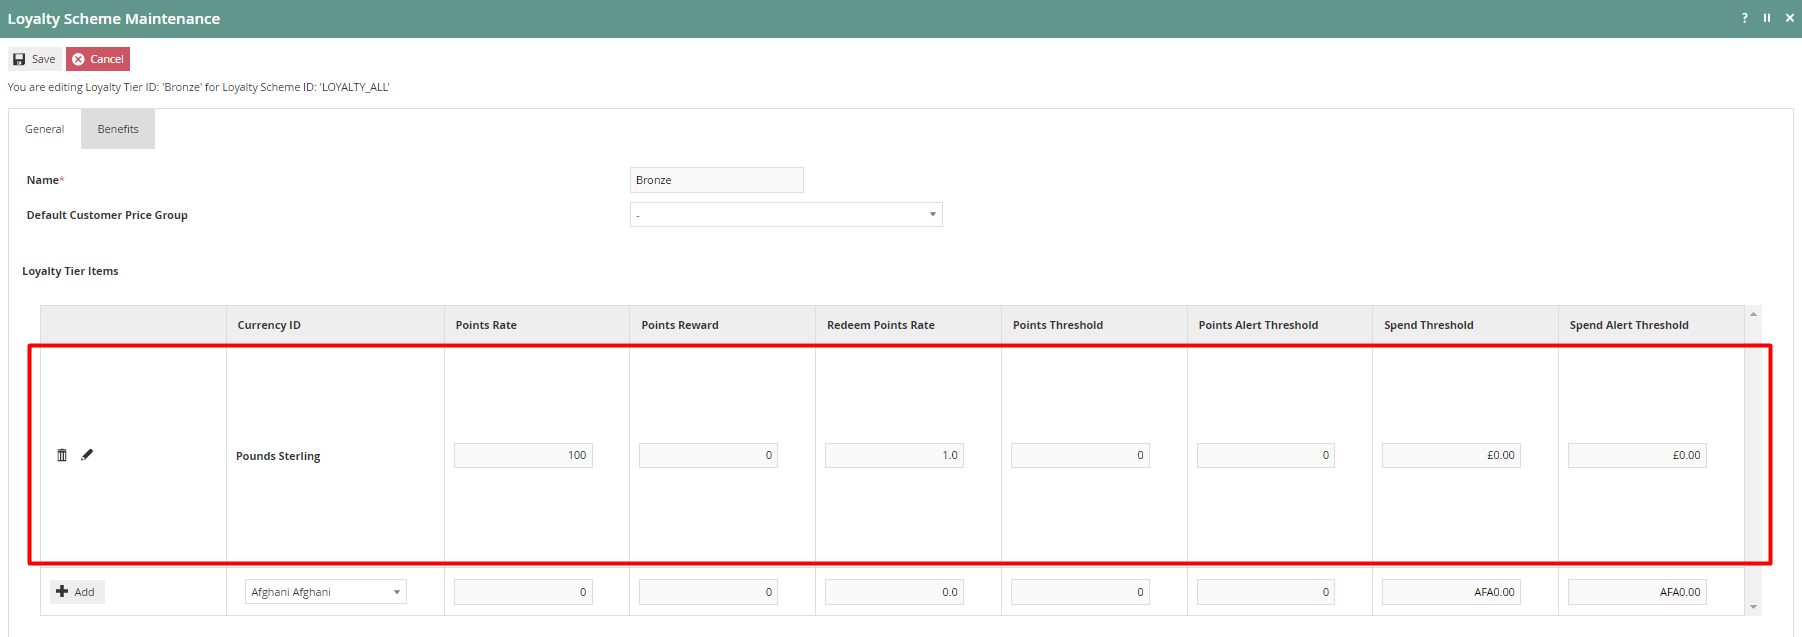 Loyalty Scheme Maintenance ?
Save Cancel
You are editing Loyalty Tier ID: 'Bronze' for Loyalty Scheme ID: 'LOYALTY_ALL'
General Benefits
Name* Bronze
Default Customer Price Group -
Loyalty Tier Items
Currency ID Points Rate Points Reward Redeem Points Rate Points Threshold Points Alert Threshold Spend Threshold Spend Alert Threshold
Pounds Sterling 100 0 1.0 0 0 £0.00 £0.00
Add Afghani Afghani 0 0 0.0 0 0 AFA0.00 AFA0.00